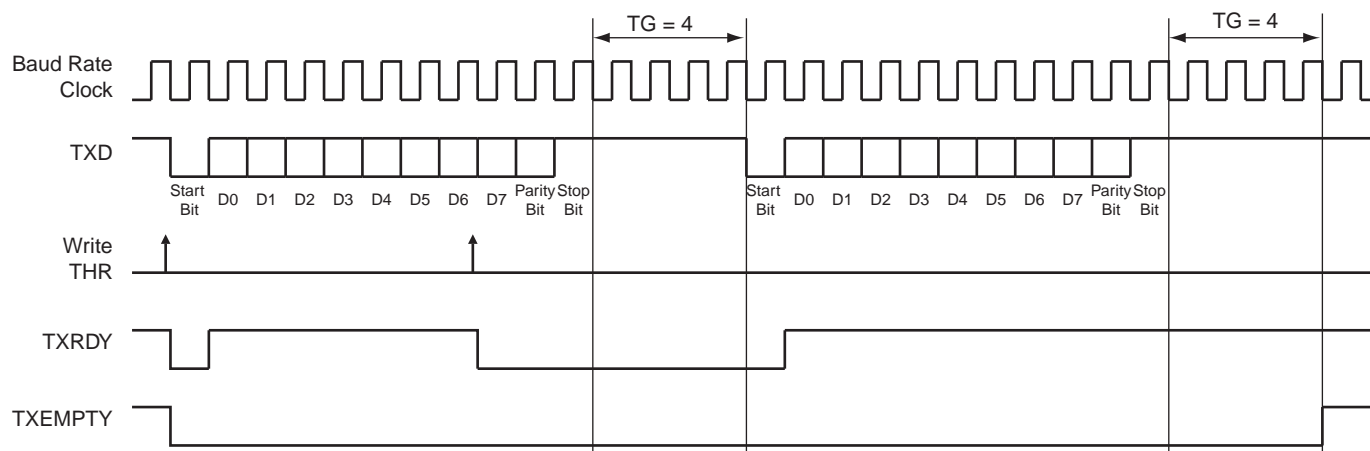 TG = 4
TG = 4
Baud Rate
Clock
TXD
Start
Bit
D0
D1
D2
D3
D4
D5
D6
D7
Parity
Bit
Stop
Bit
Start
Bit
D0
D1
D2
D3
D4
D5
D6
D7
Parity
Bit
Stop
Bit
Write
THR
TXRDY
TXEMPTY